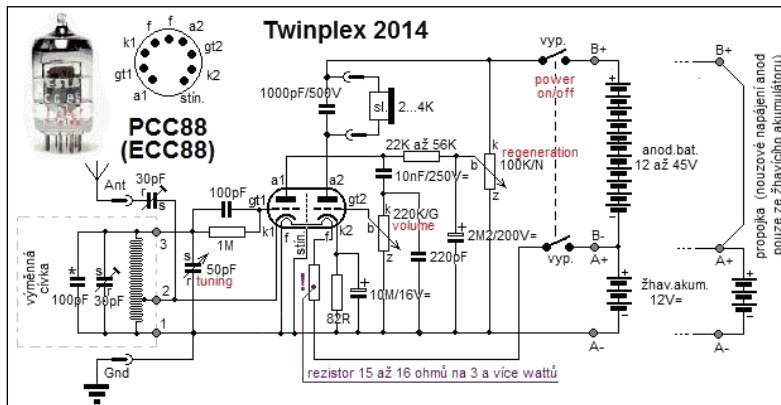 Twinplex 2014
f f
k1 a2
gt1 gt2
a1 k2
stín.
PCC88
(ECC88)
Ant
30pF
r
s
100pF
1M
3
s
50pF
r
tuning
výměnná
cívka
*
100pF
s
30pF
r
2
1
Gnd
1000pF/500V
sl.
2...4K
22K až 56K
10nF/250V=
a1 a2
gt1 gt2
k1 f f k2
stín.
k
220K/G
volume
b
z
220pF
2M2/200V=
10M/16V=
82R
!
rezistor 15 až 16 ohmů na 3 a více wattů
k
regeneration
100K/N
b
z
vyp.
power
on/off
vyp.
B+
anod.bat.
12 až 45V
B-
A+
žhav.akum.
12V=
A-
B+
propojka (nouzové napájení anod
pouze ze žhavicího akumulátoru)
A+
A-